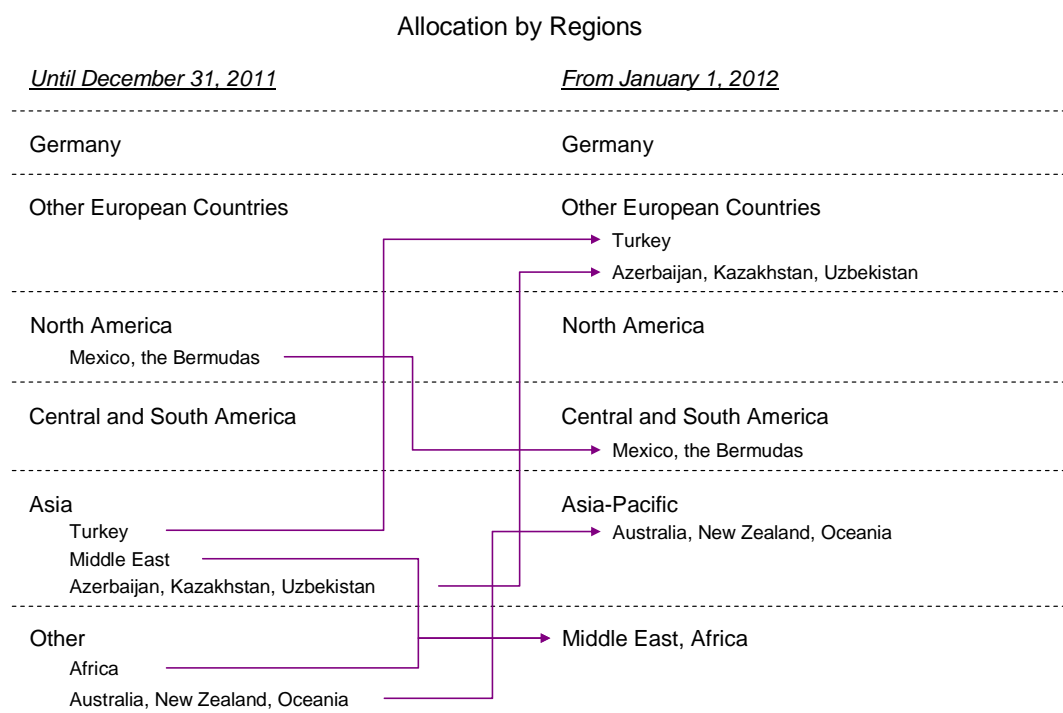 Allocation by Regions
Until December 31, 2011
From January 1, 2012
Germany
Germany
Other European Countries
Other European Countries
Turkey
Azerbaijan, Kazakhstan, Uzbekistan
North America
North America
Mexico, the Bermudas
Central and South America
Central and South America
Mexico, the Bermudas
Asia
Asia-Pacific
Turkey
Australia, New Zealand, Oceania
Middle East
Azerbaijan, Kazakhstan, Uzbekistan
Other
Middle East, Africa
Africa
Australia, New Zealand, Oceania